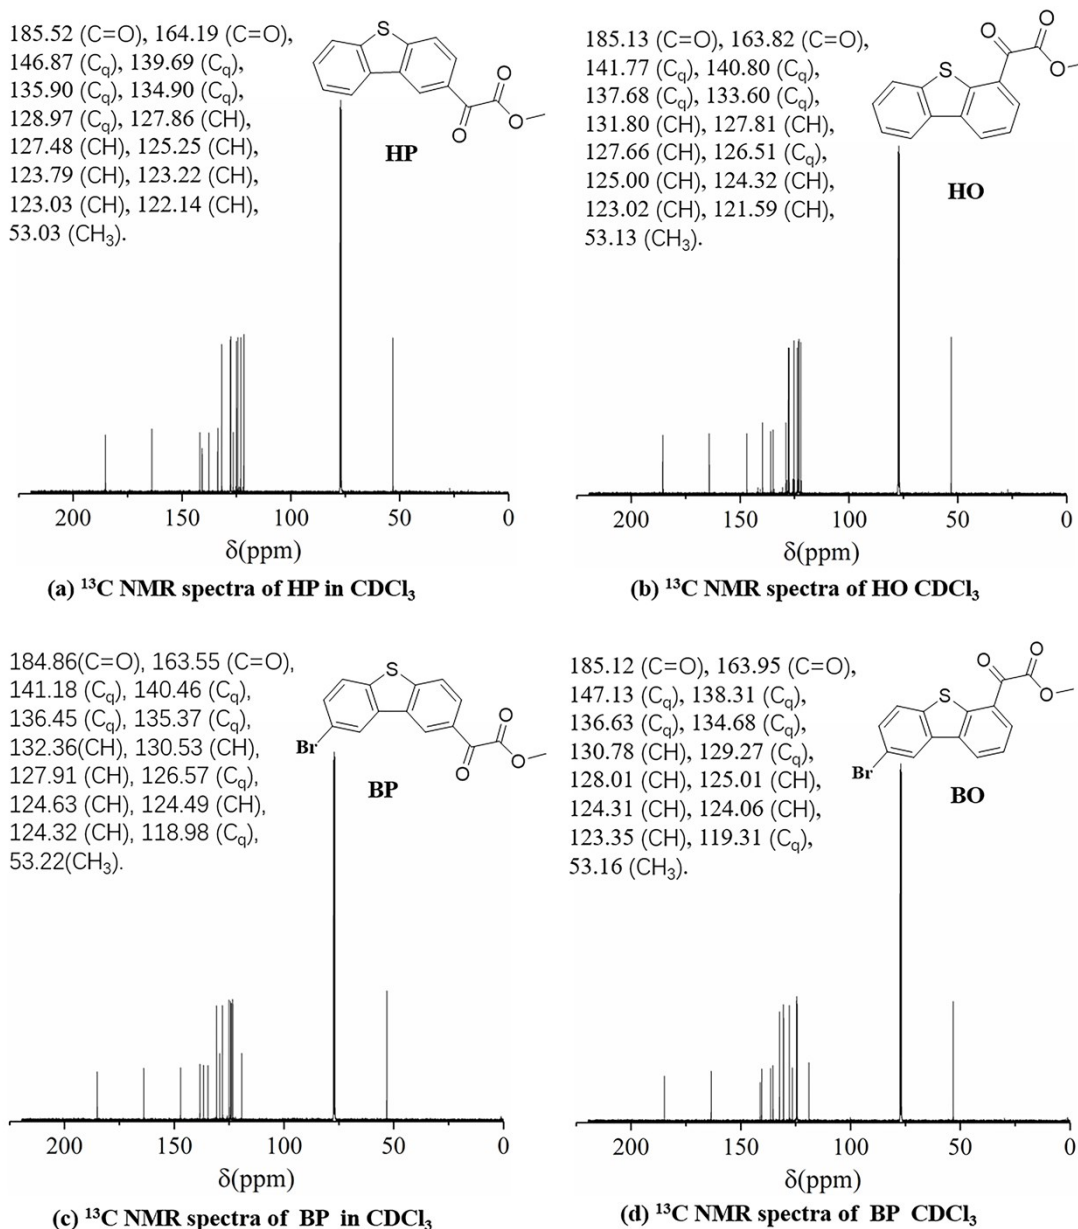 185.52 (C=O), 164.19 (C=O),
146.87 (Cq), 139.69 (Cq),
135.90 (Cq), 134.90 (Cq),
128.97 (Cq), 127.86 (CH),
127.48 (CH), 125.25 (CH),
123.79 (CH), 123.22 (CH),
123.03 (CH), 122.14 (CH),
53.03 (CH₃).
S
O
O
O
HP
200 150 100 50 0
δ(ppm)
(a) ¹³C NMR spectra of HP in CDCl₃
185.13 (C=O), 163.82 (C=O),
141.77 (Cq), 140.80 (Cq),
137.68 (Cq), 133.60 (Cq),
131.80 (CH), 127.81 (CH),
127.66 (CH), 126.51 (Cq),
125.00 (CH), 124.32 (CH),
123.02 (CH), 121.59 (CH),
53.13 (CH₃).
O
O
O
S
HO
200 150 100 50 0
δ(ppm)
(b) ¹³C NMR spectra of HO CDCl₃
184.86(C=O), 163.55 (C=O),
141.18 (Cq), 140.46 (Cq),
136.45 (Cq), 135.37 (Cq),
132.36(CH), 130.53 (CH),
127.91 (CH), 126.57 (Cq),
124.63 (CH), 124.49 (CH),
124.32 (CH), 118.98 (Cq),
53.22(CH₃).
S
Br
O
O
O
BP
200 150 100 50 0
δ(ppm)
(c) ¹³C NMR spectra of BP in CDCl₃
185.12 (C=O), 163.95 (C=O),
147.13 (Cq), 138.31 (Cq),
136.63 (Cq), 134.68 (Cq),
130.78 (CH), 129.27 (Cq),
128.01 (CH), 125.01 (CH),
124.31 (CH), 124.06 (CH),
123.35 (CH), 119.31 (Cq),
53.16 (CH₃).
O
O
O
S
Br
BO
200 150 100 50 0
δ(ppm)
(d) ¹³C NMR spectra of BP CDCl₃